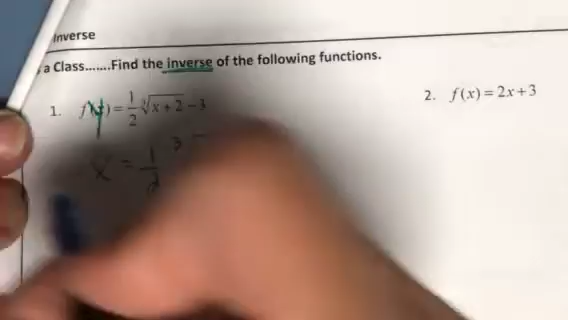 Inverse
a Class.......Find the inverse of the following functions.
1. f(x) = 1/2 ∛(x+2) − 3
2. f(x) = 2x+3
x = 1/2 3